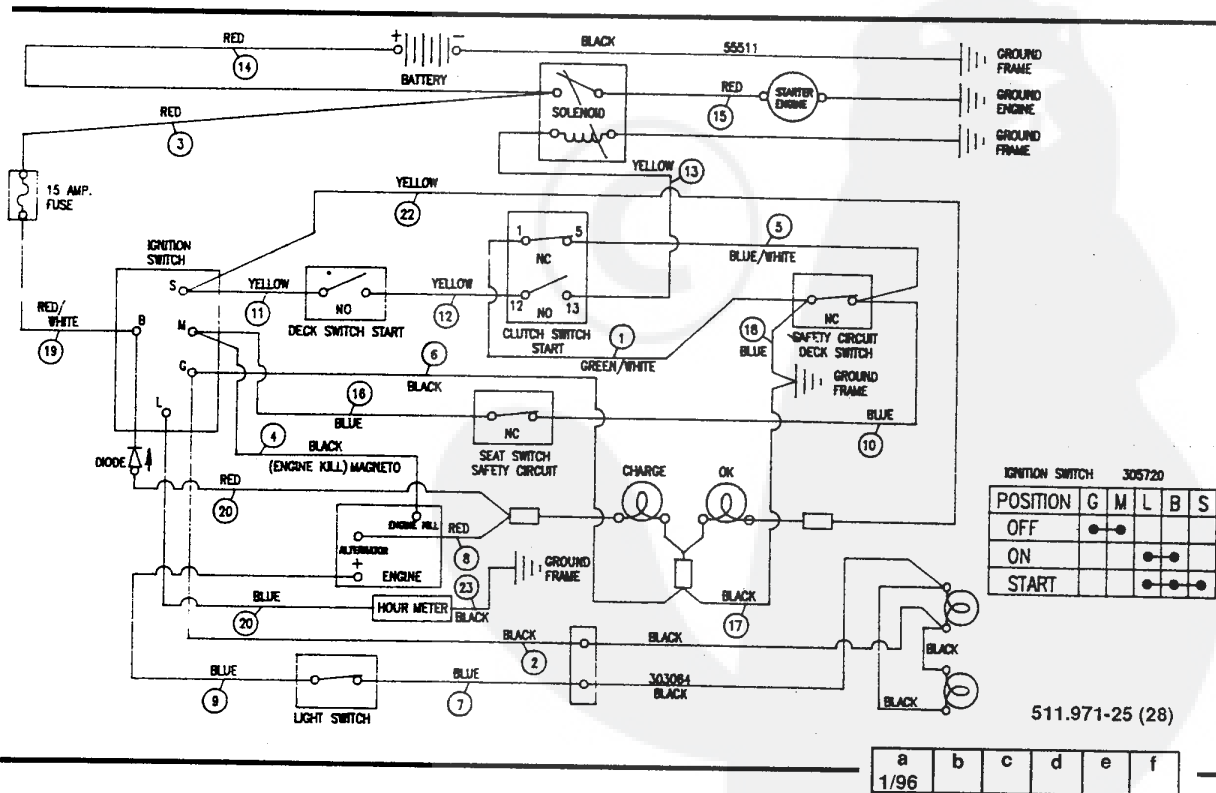 RED
14
+ −
BATTERY
BLACK
55511
GROUND
FRAME
RED
3
SOLENOID
RED
15
STARTER
ENGINE
GROUND
ENGINE
GROUND
FRAME
YELLOW
13
15 AMP.
FUSE
YELLOW
22
IGNITION
SWITCH
S
M
B
G
L
RED/
WHITE
19
YELLOW
11
NO
DECK SWITCH START
YELLOW
12
1 5
NC
12 13
NO
CLUTCH SWITCH
START
5
BLUE/WHITE
1
GREEN/WHITE
NC
SAFETY CIRCUIT
DECK SWITCH
18
BLUE
GROUND
FRAME
6
BLACK
16
BLUE
NC
SEAT SWITCH
SAFETY CIRCUIT
BLUE
10
4
BLACK
(ENGINE KILL) MAGNETO
DIODE
RED
20
ENGINE KILL
ALTERNATOR
+
ENGINE
RED
8
CHARGE
OK
GROUND
FRAME
23
BLACK
BLUE
20
HOUR METER
BLACK
17
BLACK
2
BLACK
BLUE
9
LIGHT SWITCH
BLUE
7
303064
BLACK
BLACK
BLACK
IGNITION SWITCH 305720
POSITION G M L B S
OFF
ON
START
511.971-25 (28)
a b c d e f
1/96
©